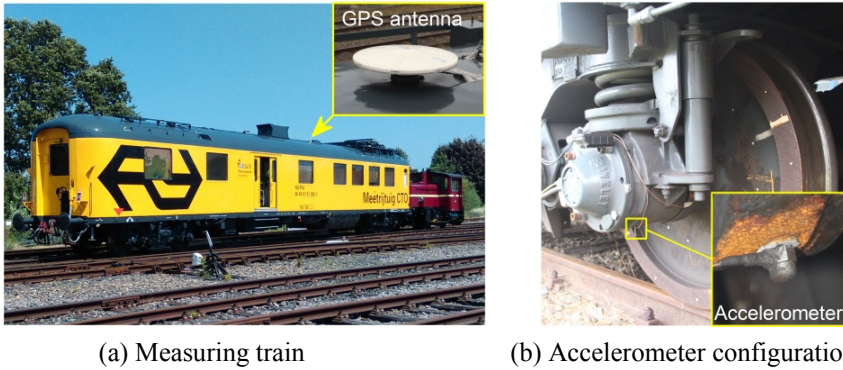 GPS antenna
Meetrijtuig CTO
Accelerometer
(a) Measuring train
(b) Accelerometer configuratio